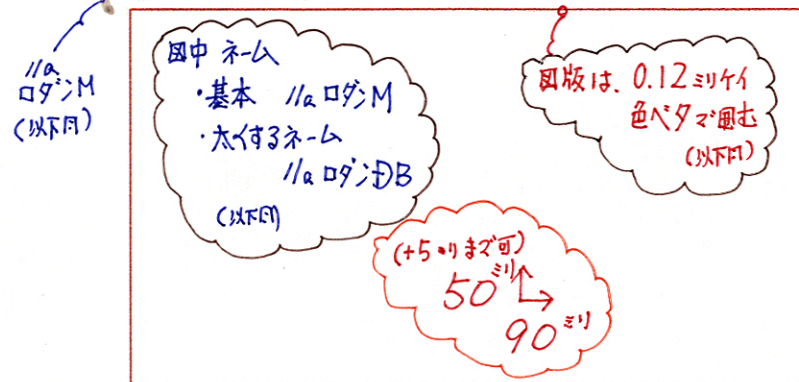 11Q
ロダンM
(以下同)
図中 ネーム
・基本 11Q ロダンM
・太くするネーム
11Q ロダンDB
(以下同)
図版は、0.12ミリケイ
色ベタで囲む
(以下同)
(+5ミリまで可)
50ミリ
90ミリ